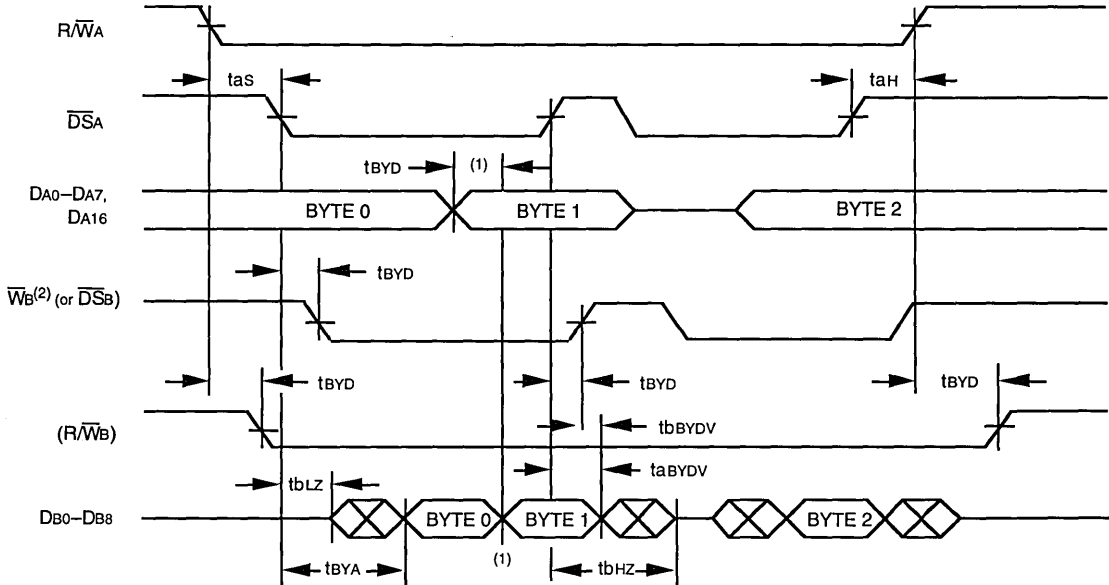 R/W̅A
taS
taH
D̅S̅A
tBYD
(1)
DA0–DA7,
DA16
BYTE 0
BYTE 1
BYTE 2
tBYD
W̅B(2) (or D̅S̅B)
tBYD
tBYD
tBYD
(R/W̅B)
tbBYDV
taBYDV
tbLZ
DB0–DB8
BYTE 0
BYTE 1
BYTE 2
(1)
tBYA
tbHZ